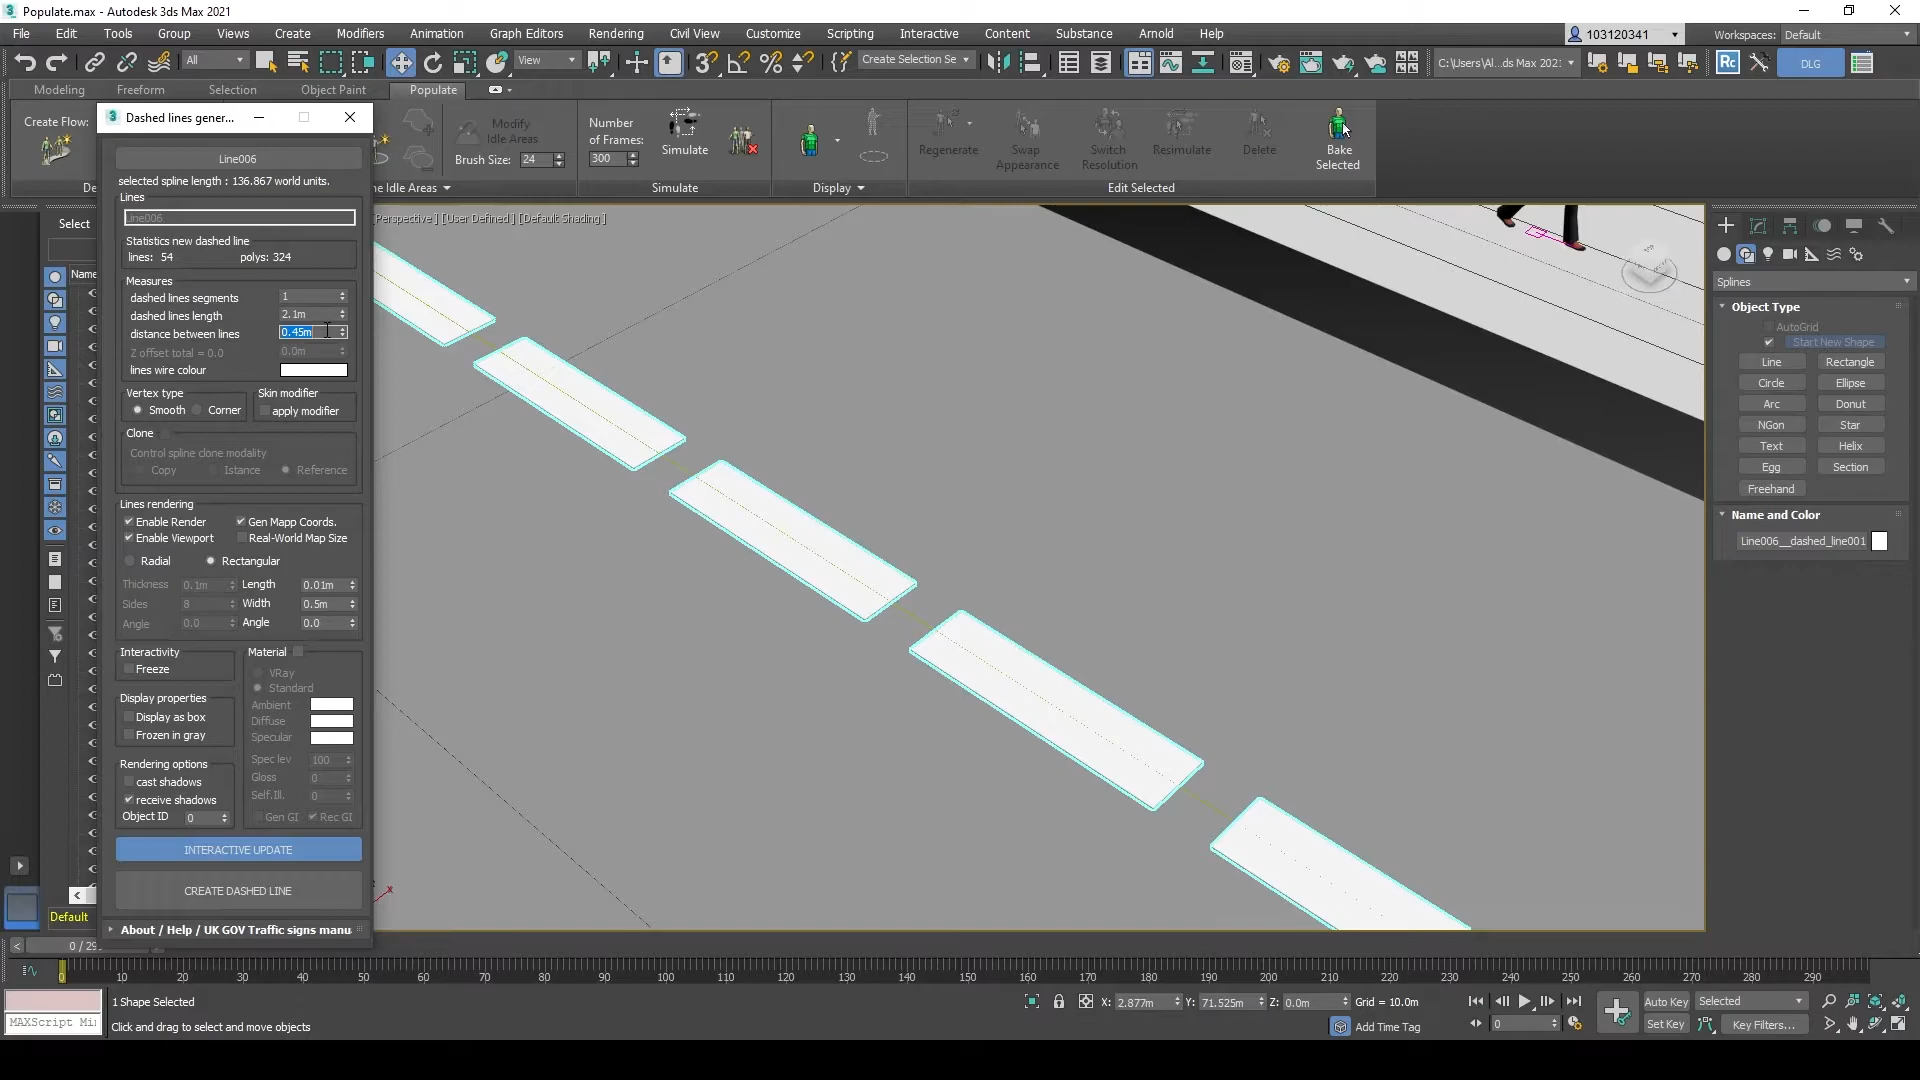 Populate.max - Autodesk 3ds Max 2021
File Edit Tools Group Views Create Modifiers Animation Graph Editors Rendering Civil View Customize Scripting Interactive Content Substance Arnold Help
103120341
Workspaces: Default
All
View
Create Selection Se
C:\Users\Al...ds Max 2021
Rc
DLG
Modeling Freeform Selection Object Paint Populate
Create Flow:
Modify
Idle Areas
Brush Size: 24
ne Idle Areas
Number
of Frames:
300
Simulate
Simulate
Display
Regenerate
Swap
Appearance
Switch
Resolution
Resimulate
Delete
Bake
Selected
Edit Selected
Dashed lines gener...
Line006
selected spline length : 136.867 world units.
Lines
Line006
Statistics new dashed line
lines: 54 polys: 324
Measures
dashed lines segments 1
dashed lines length 2.1m
distance between lines 0.45m
Z offset total = 0.0 0.0m
lines wire colour
Vertex type
Smooth Corner
Skin modifier
apply modifier
Clone
Control spline clone modality
Copy Istance Reference
Lines rendering
Enable Render Gen Mapp Coords.
Enable Viewport Real-World Map Size
Radial Rectangular
Thickness 0.1m Length 0.01m
Sides 8 Width 0.5m
Angle 0.0 Angle 0.0
Interactivity
Freeze
Display properties
Display as box
Frozen in gray
Rendering options
cast shadows
receive shadows
Object ID 0
Material
VRay
Standard
Ambient
Diffuse
Specular
Spec lev 100
Gloss 0
Self.Ill. 0
Gen GI Rec GI
INTERACTIVE UPDATE
CREATE DASHED LINE
About / Help / UK GOV Traffic signs manu
Select
Name
Default
Perspective ] [User Defined ] [Default Shading ]
x
Splines
Object Type
AutoGrid
Start New Shape
Line Rectangle
Circle Ellipse
Arc Donut
NGon Star
Text Helix
Egg Section
Freehand
Name and Color
Line006__dashed_line001
0 / 29
0 10 20 30 40 50 60 70 80 90 100 110 120 130 140 150 160 170 180 190 200 210 220 230 240 250 260 270 280 290
1 Shape Selected
MAXScript Mi
Click and drag to select and move objects
X: 2.877m Y: 71.525m Z: 0.0m Grid = 10.0m
Add Time Tag
0
Auto Key Selected
Set Key Key Filters...